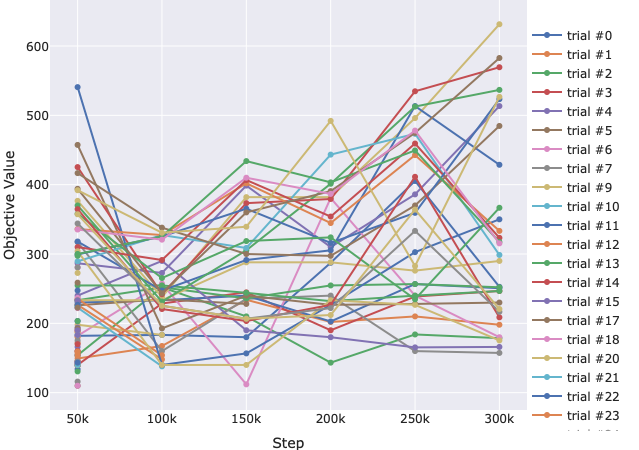 600
500
400
300
200
100
Objective Value
50k 100k 150k 200k 250k 300k
Step
trial #0
trial #1
trial #2
trial #3
trial #4
trial #5
trial #6
trial #7
trial #9
trial #10
trial #11
trial #12
trial #13
trial #14
trial #15
trial #17
trial #18
trial #20
trial #21
trial #22
trial #23